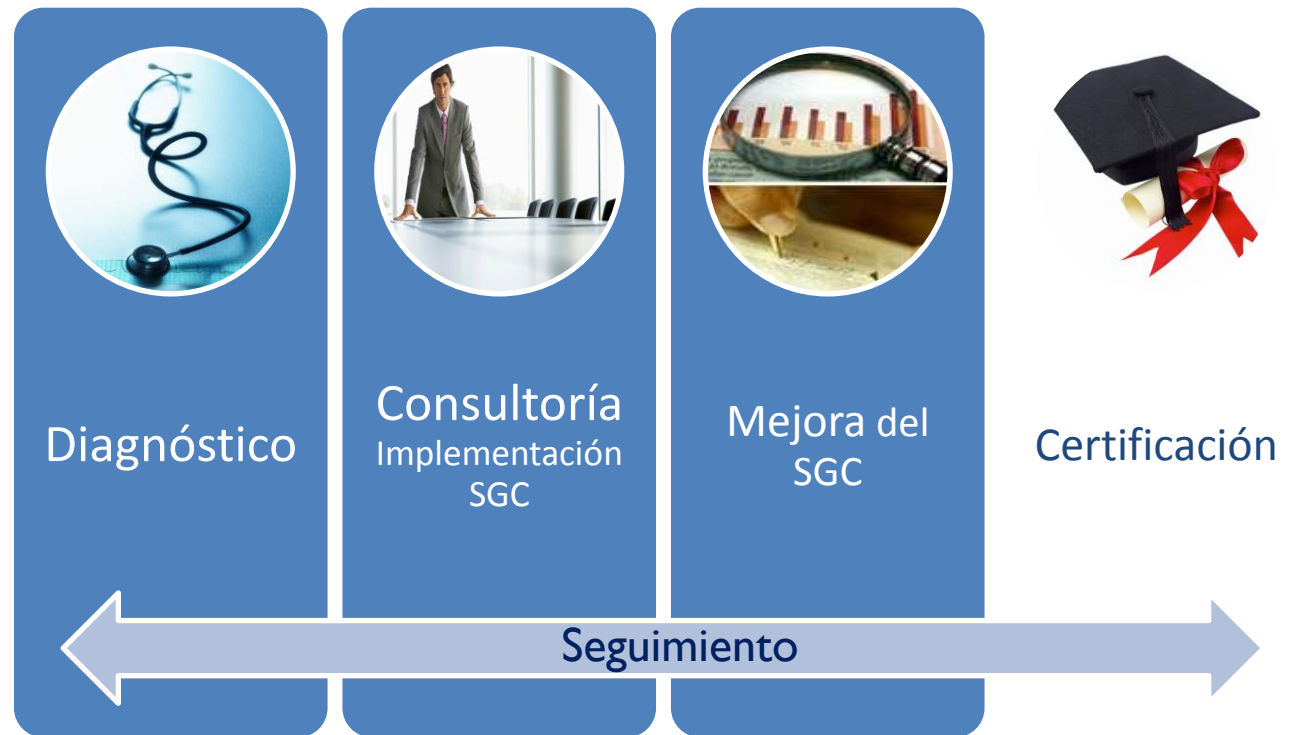 Diagnóstico
Consultoría
Implementación
SGC
Mejora del
SGC
Certificación
Seguimiento